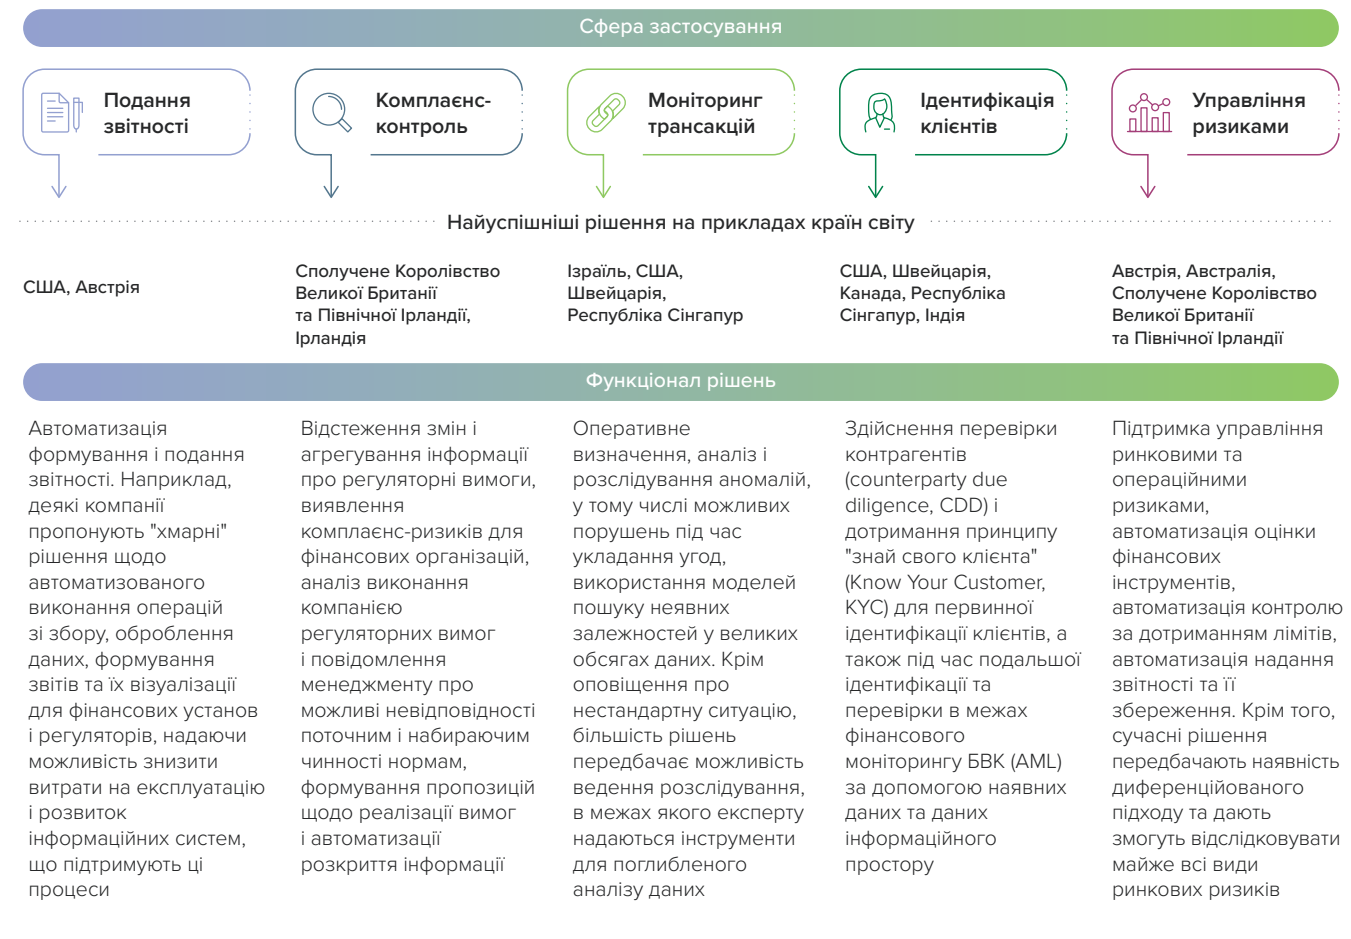 Сфера застосування
Подання
звітності
Комплаєнс-
контроль
Моніторинг
трансакцій
Ідентифікація
клієнтів
Управління
ризиками
Найуспішніші рішення на прикладах країн світу
США, Австрія
Сполучене Королівство
Великої Британії
та Північної Ірландії,
Ірландія
Ізраїль, США,
Швейцарія,
Республіка Сінгапур
США, Швейцарія,
Канада, Республіка
Сінгапур, Індія
Австрія, Австралія,
Сполучене Королівство
Великої Британії
та Північної Ірландії
Функціонал рішень
Автоматизація
формування і подання
звітності. Наприклад,
деякі компанії
пропонують "хмарні"
рішення щодо
автоматизованого
виконання операцій
зі збору, оброблення
даних, формування
звітів та їх візуалізації
для фінансових установ
і регуляторів, надаючи
можливість знизити
витрати на експлуатацію
і розвиток
інформаційних систем,
що підтримують ці
процеси
Відстеження змін і
агрегування інформації
про регуляторні вимоги,
виявлення
комплаєнс-ризиків для
фінансових організацій,
аналіз виконання
компанією
регуляторних вимог
і повідомлення
менеджменту про
можливі невідповідності
поточним і набираючим
чинності нормам,
формування пропозицій
щодо реалізації вимог
і автоматизації
розкриття інформації
Оперативне
визначення, аналіз і
розслідування аномалій,
у тому числі можливих
порушень під час
укладання угод,
використання моделей
пошуку неявних
залежностей у великих
обсягах даних. Крім
оповіщення про
нестандартну ситуацію,
більшість рішень
передбачає можливість
ведення розслідування,
в межах якого експерту
надаються інструменти
для поглибленого
аналізу даних
Здійснення перевірки
контрагентів
(counterparty due
diligence, CDD) і
дотримання принципу
"знай свого клієнта"
(Know Your Customer,
KYC) для первинної
ідентифікації клієнтів, а
також під час подальшої
ідентифікації та
перевірки в межах
фінансового
моніторингу БВК (AML)
за допомогою наявних
даних та даних
інформаційного
простору
Підтримка управління
ринковими та
операційними
ризиками,
автоматизація оцінки
фінансових
інструментів,
автоматизація контролю
за дотриманням лімітів,
автоматизація надання
звітності та її
збереження. Крім того,
сучасні рішення
передбачають наявність
диференційованого
підходу та дають
змогуть відслідковувати
майже всі види
ринкових ризиків